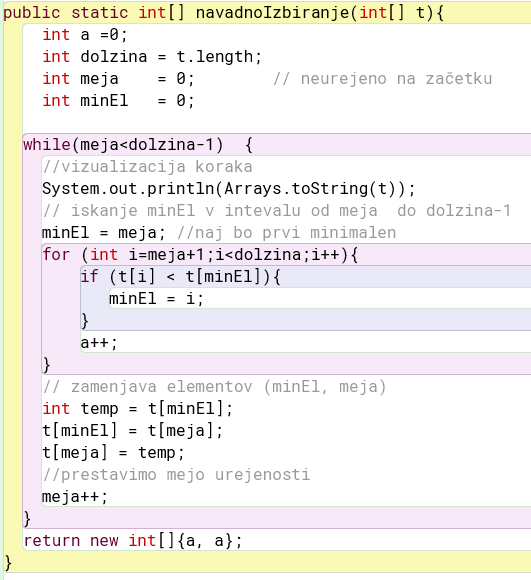 public static int[] navadnoIzbiranje(int[] t){
int a =0;
int dolzina = t.length;
int meja    = 0;        // neurejeno na začetku
int minEl   = 0;
while(meja<dolzina-1)  {
//vizualizacija koraka
System.out.println(Arrays.toString(t));
// iskanje minEl v intevalu od meja  do dolzina-1
minEl = meja; //naj bo prvi minimalen
for (int i=meja+1;i<dolzina;i++){
if (t[i] < t[minEl]){
minEl = i;
}
a++;
}
// zamenjava elementov (minEl, meja)
int temp = t[minEl];
t[minEl] = t[meja];
t[meja] = temp;
//prestavimo mejo urejenosti
meja++;
}
return new int[]{a, a};
}